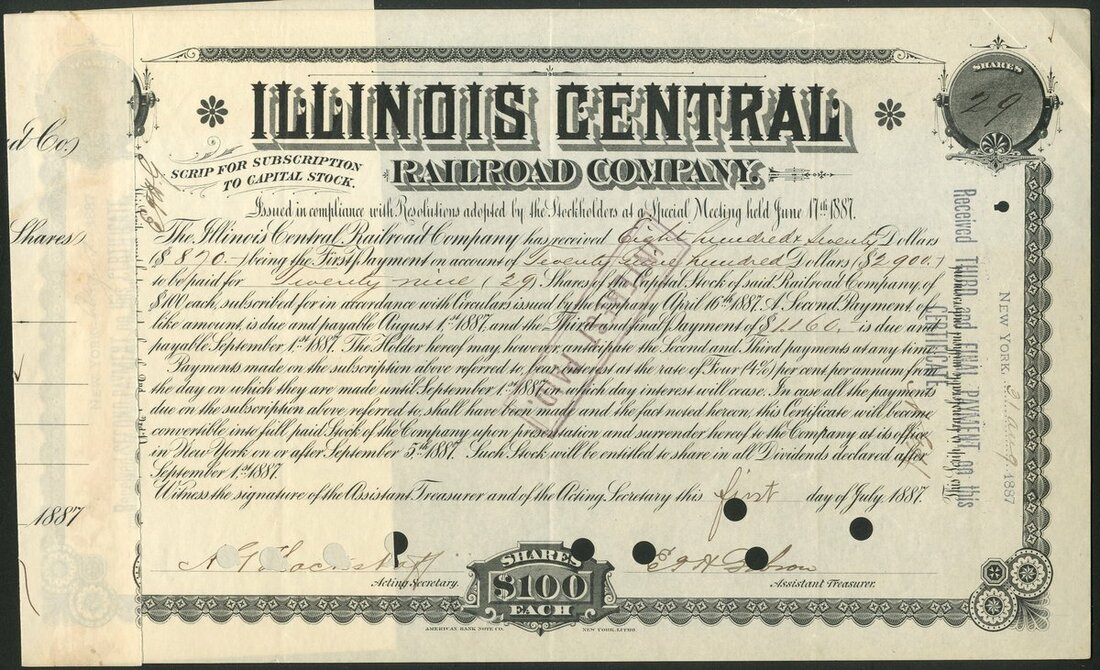 SHARES
29
ILLINOIS CENTRAL
RAILROAD COMPANY.
SCRIP FOR SUBSCRIPTION
TO CAPITAL STOCK.
Issued in compliance with Resolutions adopted by the Stockholders at a Special Meeting held June 17th 1887.
The Illinois Central Railroad Company has received Eight hundred & Seventy Dollars
($ 870.–) being the First Payment on account of Twenty nine hundred Dollars ($2900.–)
to be paid for Twenty nine (29) Shares of the Capital Stock of said Railroad Company, of
$100 each, subscribed for in accordance with Circulars issued by the Company April 16th 1887. A Second Payment, of
like amount is due and payable August 1st 1887, and the Third and final Payment of $1160.– is due and
payable September 1st 1887. The Holder hereof may, however, anticipate the Second and Third payments at any time.
Payments made on the subscription above referred to, bear interest at the rate of Four (4%) per cent per annum from
the day on which they are made until September 1st 1887, on which day interest will cease. In case all the payments
due on the subscription above referred to, shall have been made and the fact noted hereon, this Certificate will become
convertible into full paid Stock of the Company upon presentation and surrender hereof to the Company at its office
in New York on or after September 5th 1887. Such Stock will be entitled to share in all Dividends declared after
September 1st 1887.
Witness the signature of the Assistant Treasurer and of the Acting Secretary this first day of July 1887.
Acting Secretary.
SHARES
$100
EACH
Assistant Treasurer.
AMERICAN BANK NOTE CO. NEW YORK, LITHO.
Received THIRD and FINAL PAYMENT on this
CERTIFICATE
NEW YORK 31 Aug 1887
d Co,
Shares
1887